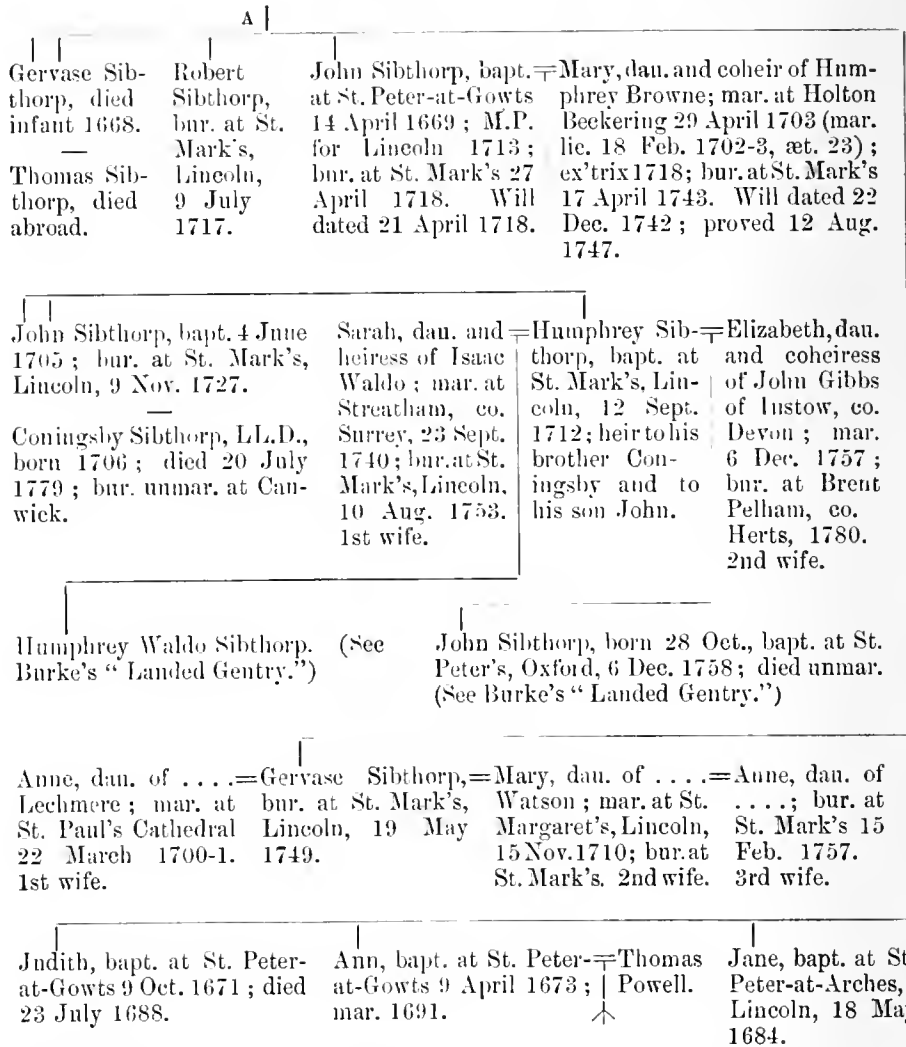 A
Gervase Sib-
thorp, died
infant 1668.
—
Thomas Sib-
thorp, died
abroad.
Robert
Sibthorp,
bur. at St.
Mark's,
Lincoln,
9 July
1717.
John Sibthorp, bapt.
at St. Peter-at-Gowts
14 April 1669; M.P.
for Lincoln 1713;
bur. at St. Mark's 27
April 1718. Will
dated 21 April 1718.
Mary, dau. and coheir of Hum-
phrey Browne; mar. at Holton
Beckering 29 April 1703 (mar.
lic. 18 Feb. 1702-3, æt. 23);
ex'trix 1718; bur. at St. Mark's
17 April 1743. Will dated 22
Dec. 1742; proved 12 Aug.
1747.
John Sibthorp, bapt. 4 June
1705; bur. at St. Mark's,
Lincoln, 9 Nov. 1727.
—
Coningsby Sibthorp, LL.D.,
born 1706; died 20 July
1779; bur. unmar. at Can-
wick.
Sarah, dau. and
heiress of Isaac
Waldo; mar. at
Streatham, co.
Surrey, 23 Sept.
1740; bur. at St.
Mark's, Lincoln,
10 Aug. 1753.
1st wife.
Humphrey Sib-
thorp, bapt. at
St. Mark's, Lin-
coln, 12 Sept.
1712; heir to his
brother Con-
ingsby and to
his son John.
Elizabeth, dau.
and coheiress
of John Gibbs
of Instow, co.
Devon; mar.
6 Dec. 1757;
bur. at Brent
Pelham, co.
Herts, 1780.
2nd wife.
Humphrey Waldo Sibthorp. (See
Burke's "Landed Gentry.")
John Sibthorp, born 28 Oct., bapt. at St.
Peter's, Oxford, 6 Dec. 1758; died unmar.
(See Burke's "Landed Gentry.")
Anne, dau. of ....
Lechmere; mar. at
St. Paul's Cathedral
22 March 1700-1.
1st wife.
=Gervase Sibthorp,
bur. at St. Mark's,
Lincoln, 19 May
1749.
=Mary, dau. of ....
Watson; mar. at St.
Margaret's, Lincoln,
15 Nov. 1710; bur. at
St. Mark's. 2nd wife.
=Anne, dau. of
....; bur. at
St. Mark's 15
Feb. 1757.
3rd wife.
Judith, bapt. at St. Peter-
at-Gowts 9 Oct. 1671; died
23 July 1688.
Ann, bapt. at St. Peter-
at-Gowts 9 April 1673;
mar. 1691.
Thomas
Powell.
Jane, bapt. at St
Peter-at-Arches,
Lincoln, 18 May
1684.